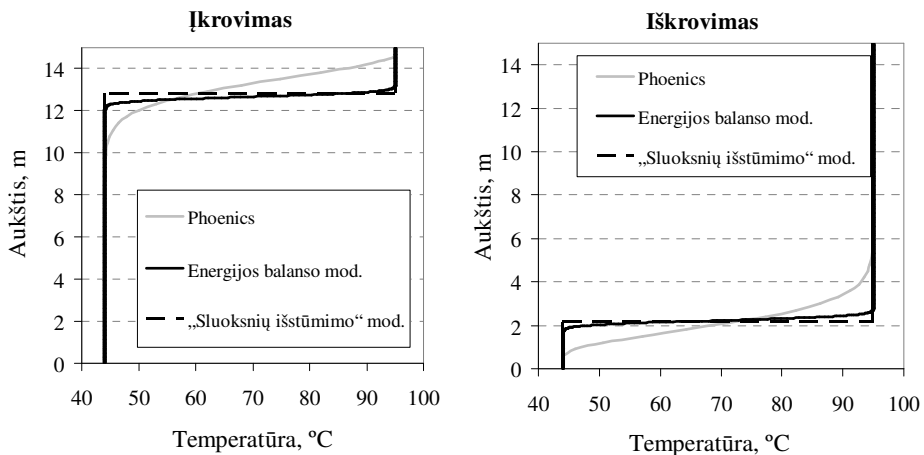 Įkrovimas
14
12
10
8
6
4
2
0
40 50 60 70 80 90 100
Aukštis, m
Temperatūra, ºC
Phoenics
Energijos balanso mod.
„Sluoksnių išstūmimo“ mod.
Iškrovimas
14
12
10
8
6
4
2
0
40 50 60 70 80 90 100
Aukštis, m
Temperatūra, ºC
Phoenics
Energijos balanso mod.
„Sluoksnių išstūmimo“ mod.